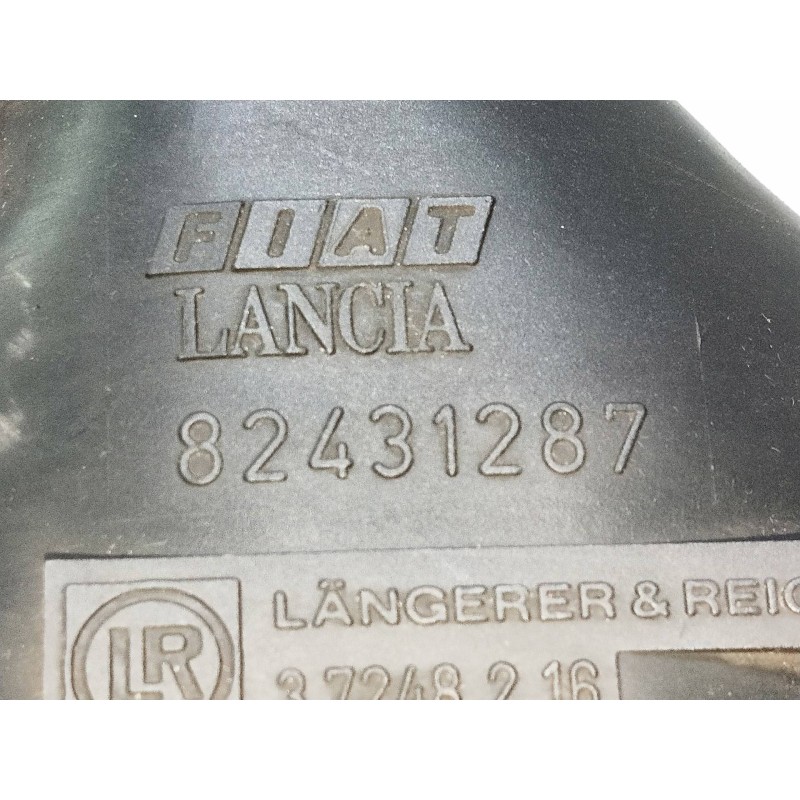 FIAT
LANCIA
82431287
LR
LÄNGERER & REIC
3.7248.2.16